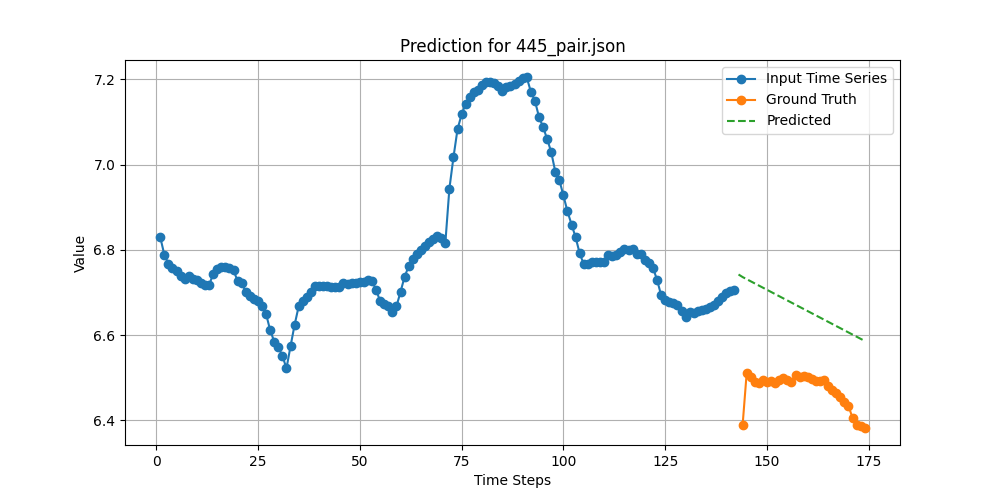 Prediction for 445_pair.json
Input Time Series
Ground Truth
Predicted
Value
7.2
7.0
6.8
6.6
6.4
0 25 50 75 100 125 150 175
Time Steps